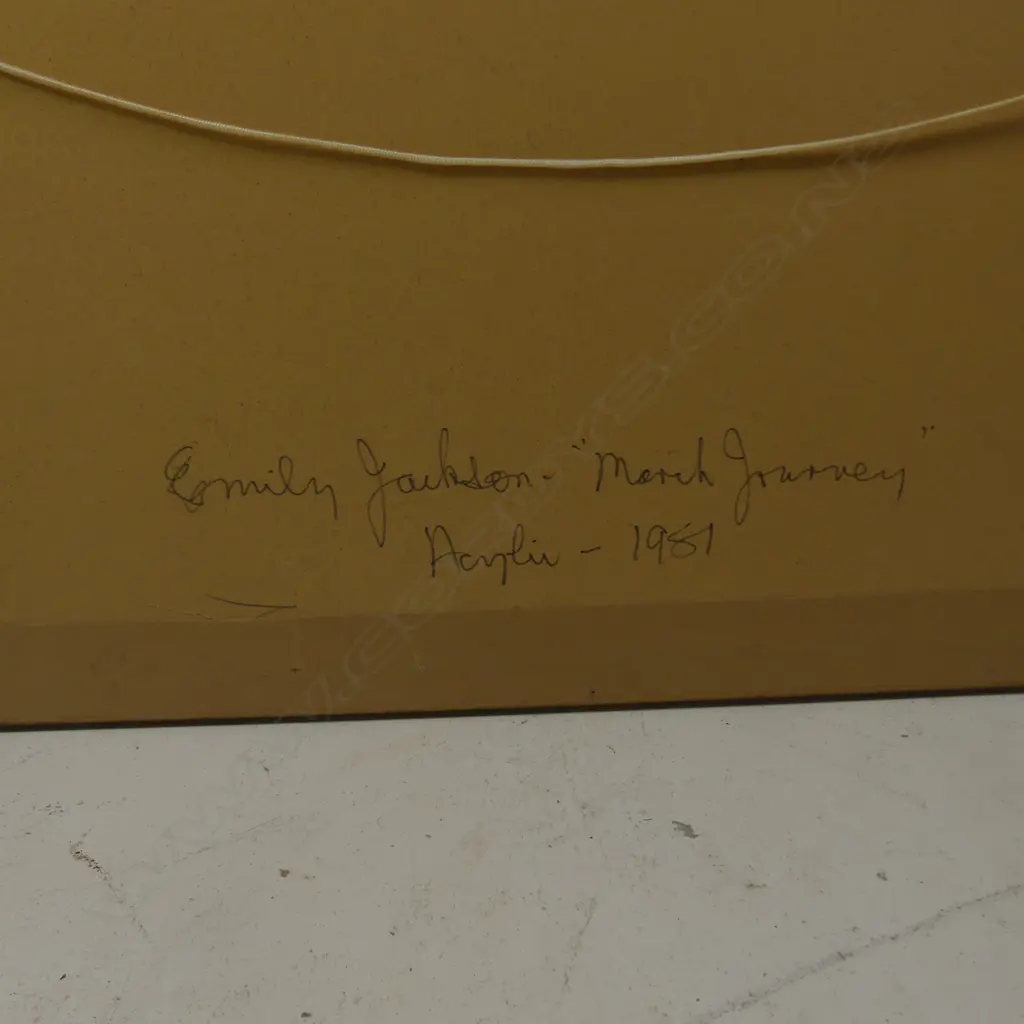 Emily Jackson - "March Journey"
Acrylic - 1981